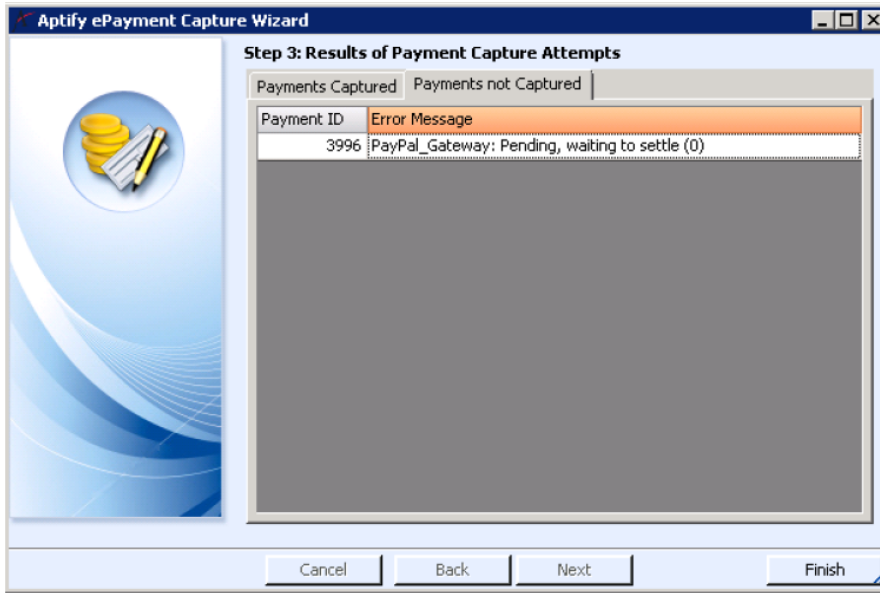 Aptify ePayment Capture Wizard
Step 3: Results of Payment Capture Attempts
Payments Captured Payments not Captured
Payment ID Error Message
3996 PayPal_Gateway: Pending, waiting to settle (0)
Cancel Back Next Finish